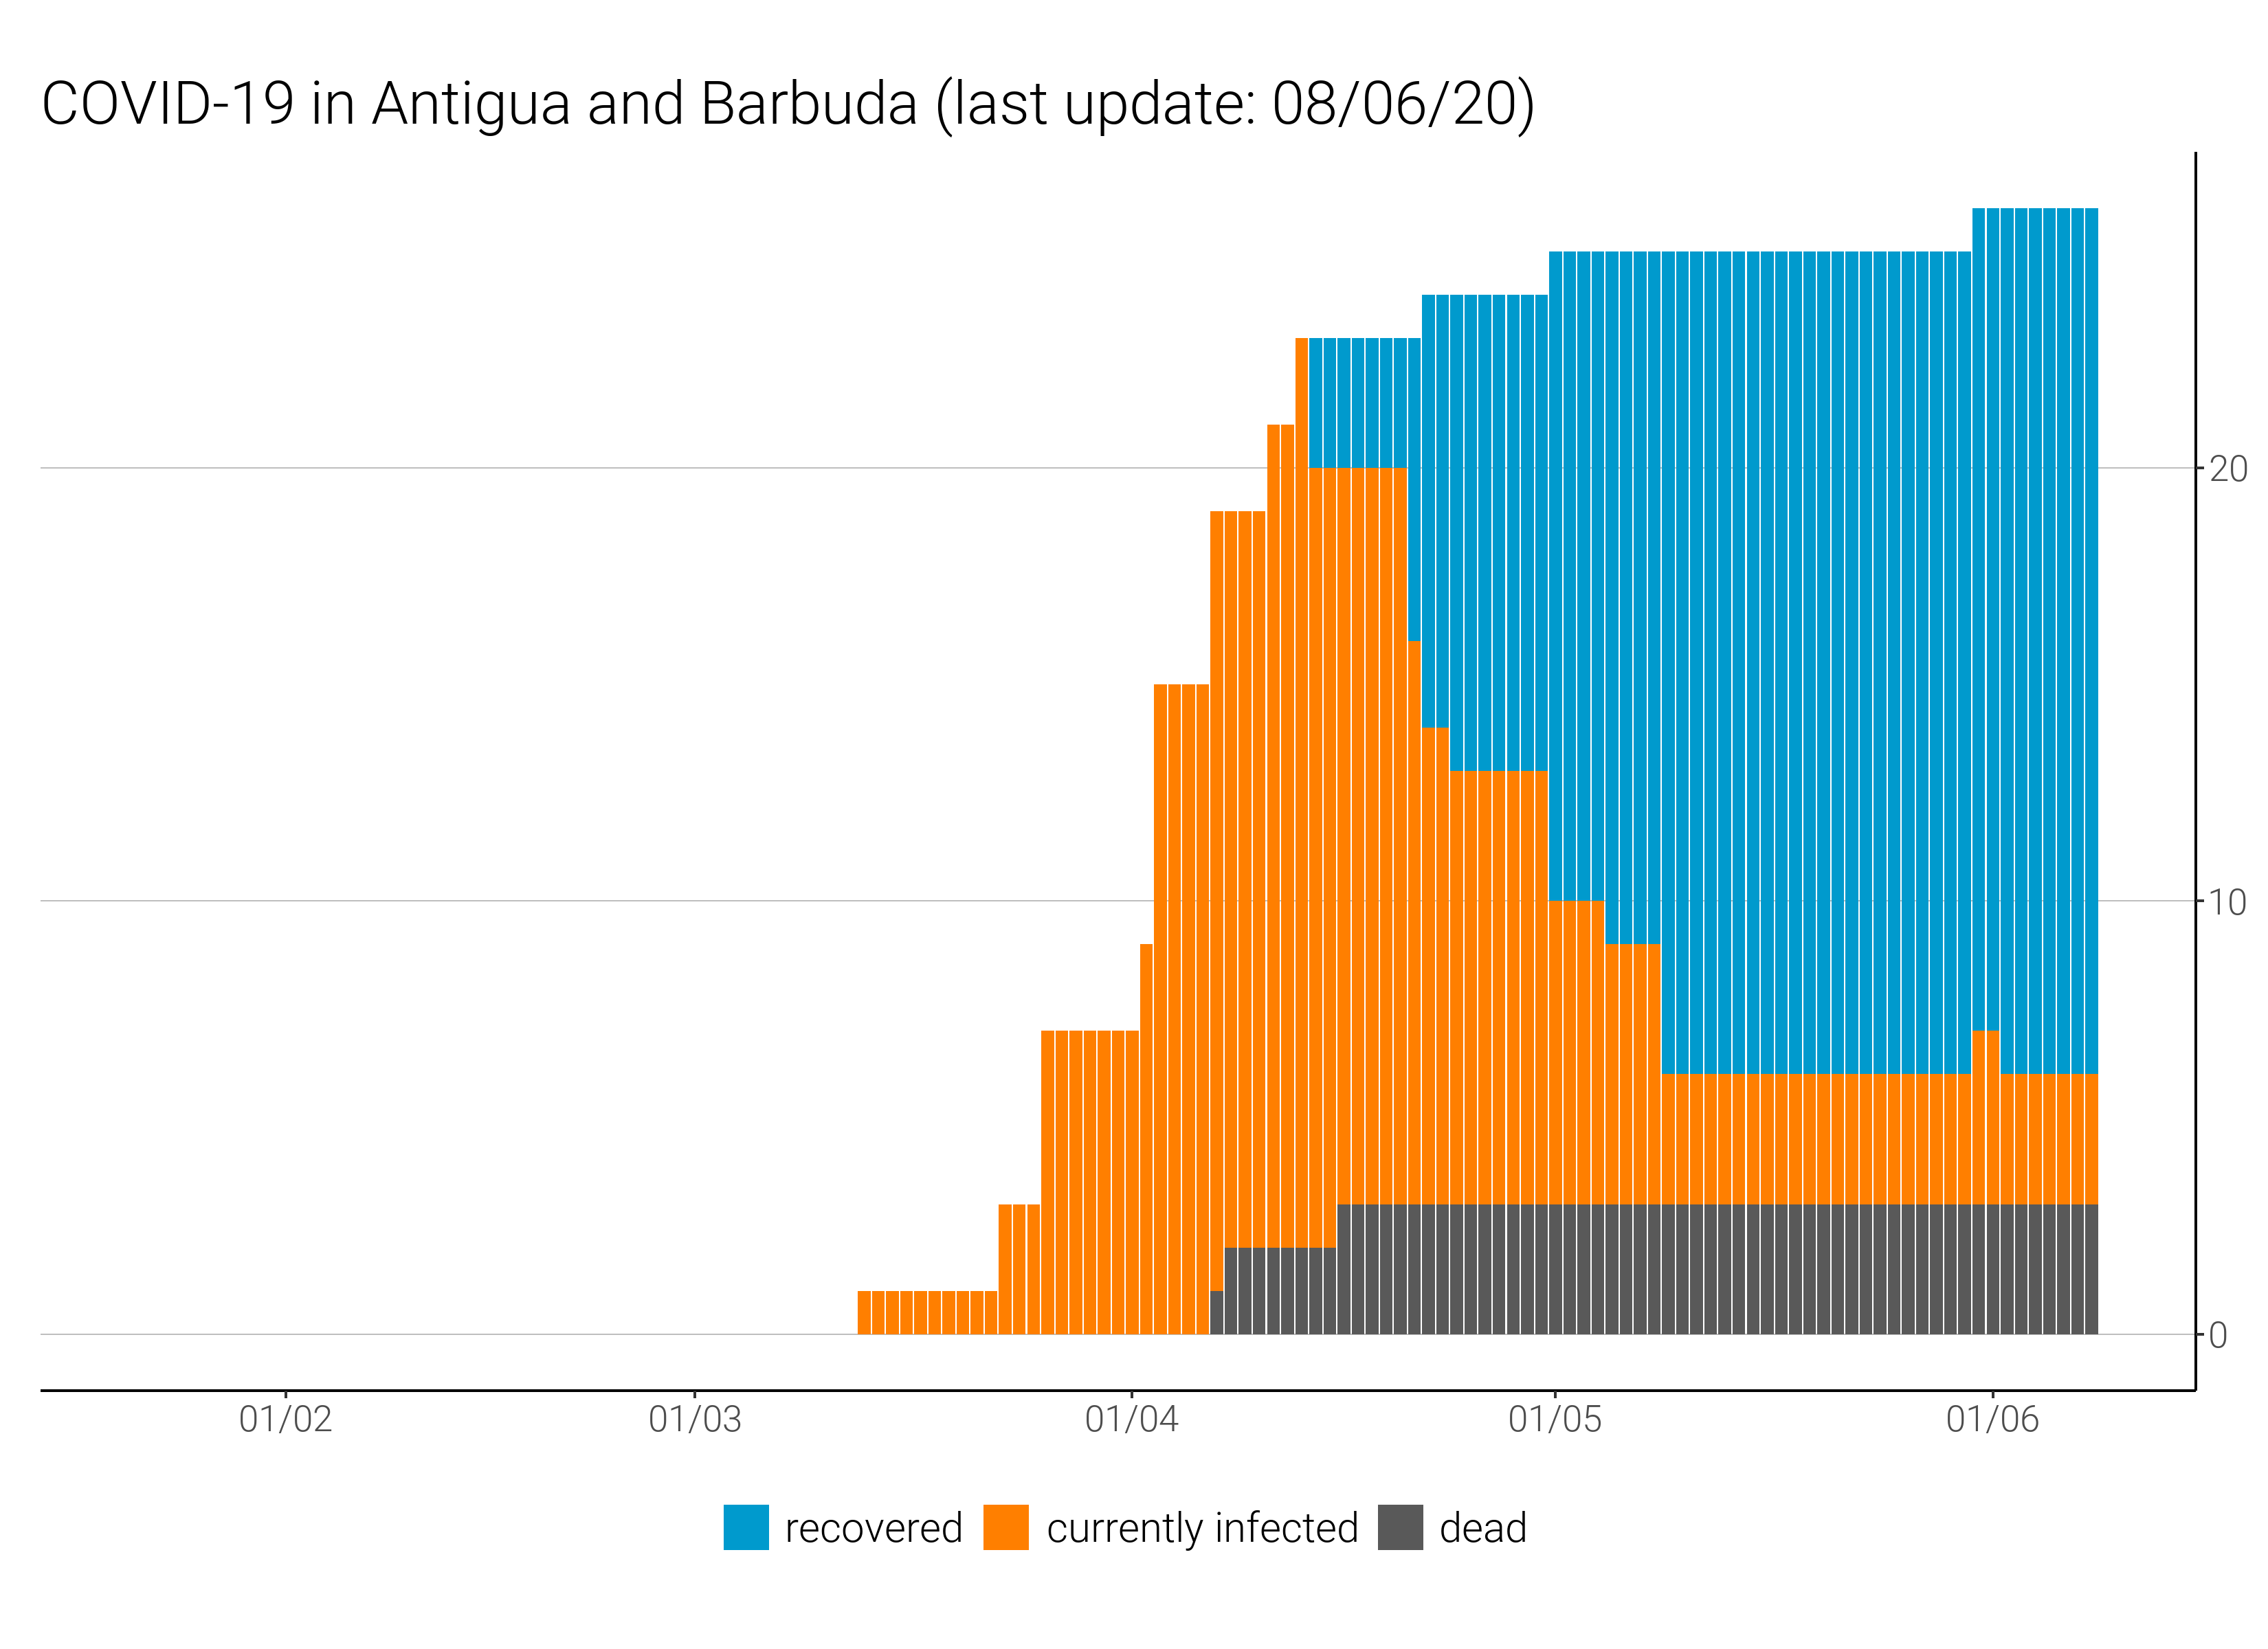 COVID-19 in Antigua and Barbuda (last update: 08/06/20)
20
10
0
01/02 01/03 01/04 01/05 01/06
recovered currently infected dead